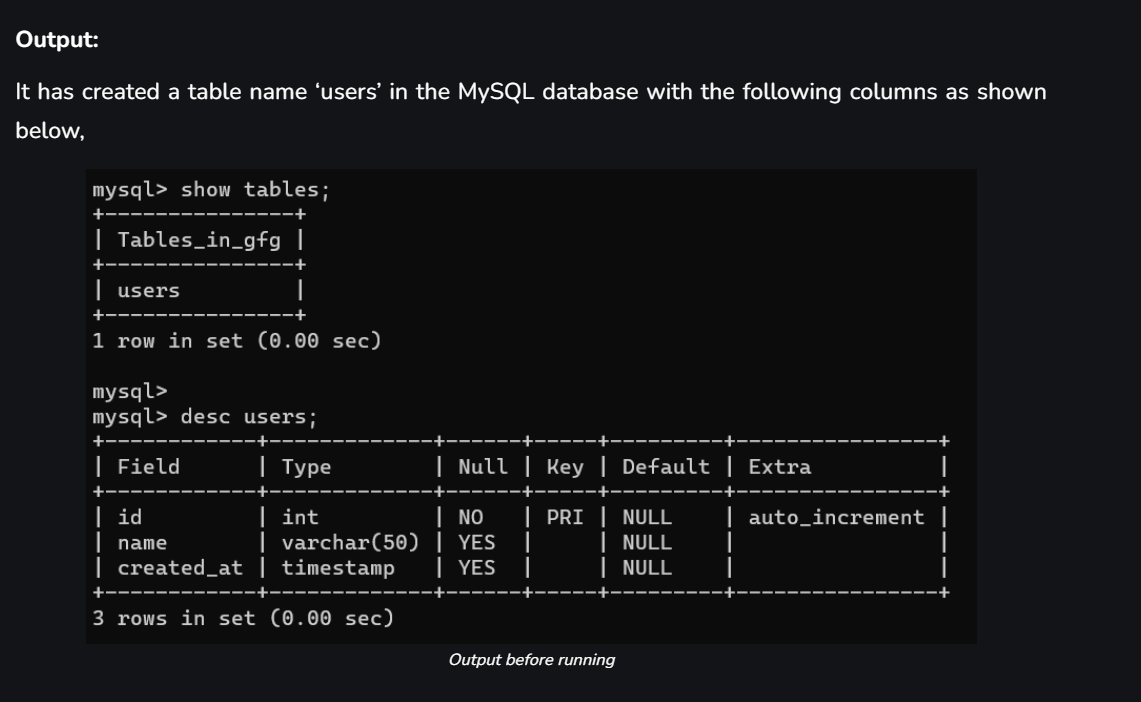 Output:
It has created a table name ‘users’ in the MySQL database with the following columns as shown
below,
mysql> show tables;
+---------------+
| Tables_in_gfg |
+---------------+
| users         |
+---------------+
1 row in set (0.00 sec)
mysql>
mysql> desc users;
+------------+-------------+------+-----+---------+----------------+
| Field      | Type        | Null | Key | Default | Extra          |
+------------+-------------+------+-----+---------+----------------+
| id         | int         | NO   | PRI | NULL    | auto_increment |
| name       | varchar(50) | YES  |     | NULL    |                |
| created_at | timestamp   | YES  |     | NULL    |                |
+------------+-------------+------+-----+---------+----------------+
3 rows in set (0.00 sec)
Output before running